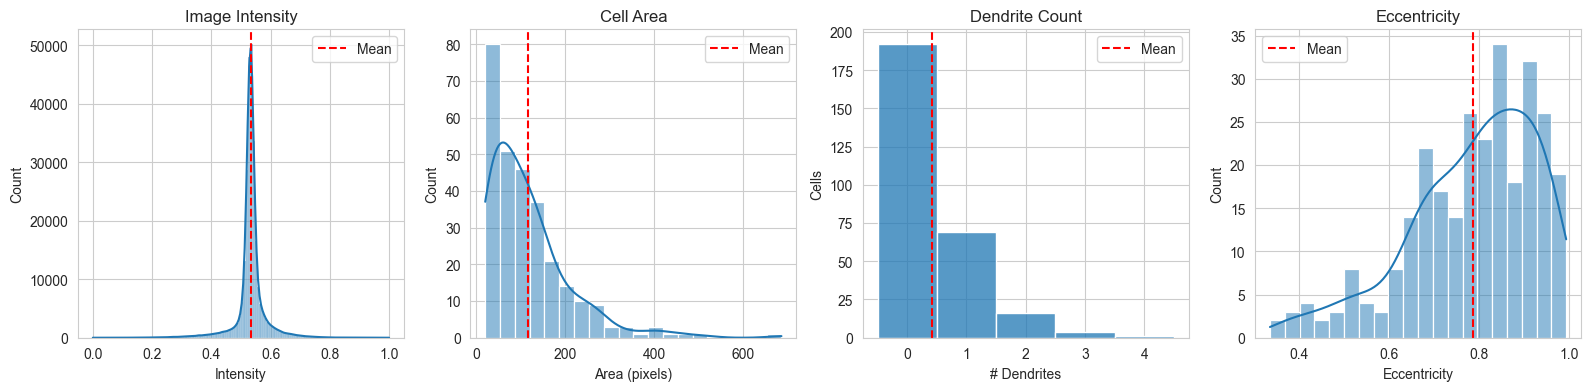 Image Intensity
Mean
50000
40000
30000
20000
10000
0
Count
0.0 0.2 0.4 0.6 0.8 1.0
Intensity
Cell Area
Mean
80
70
60
50
40
30
20
10
0
Count
0 200 400 600
Area (pixels)
Dendrite Count
Mean
200
175
150
125
100
75
50
25
0
Cells
0 1 2 3 4
# Dendrites
Eccentricity
Mean
35
30
25
20
15
10
5
0
Count
0.4 0.6 0.8 1.0
Eccentricity